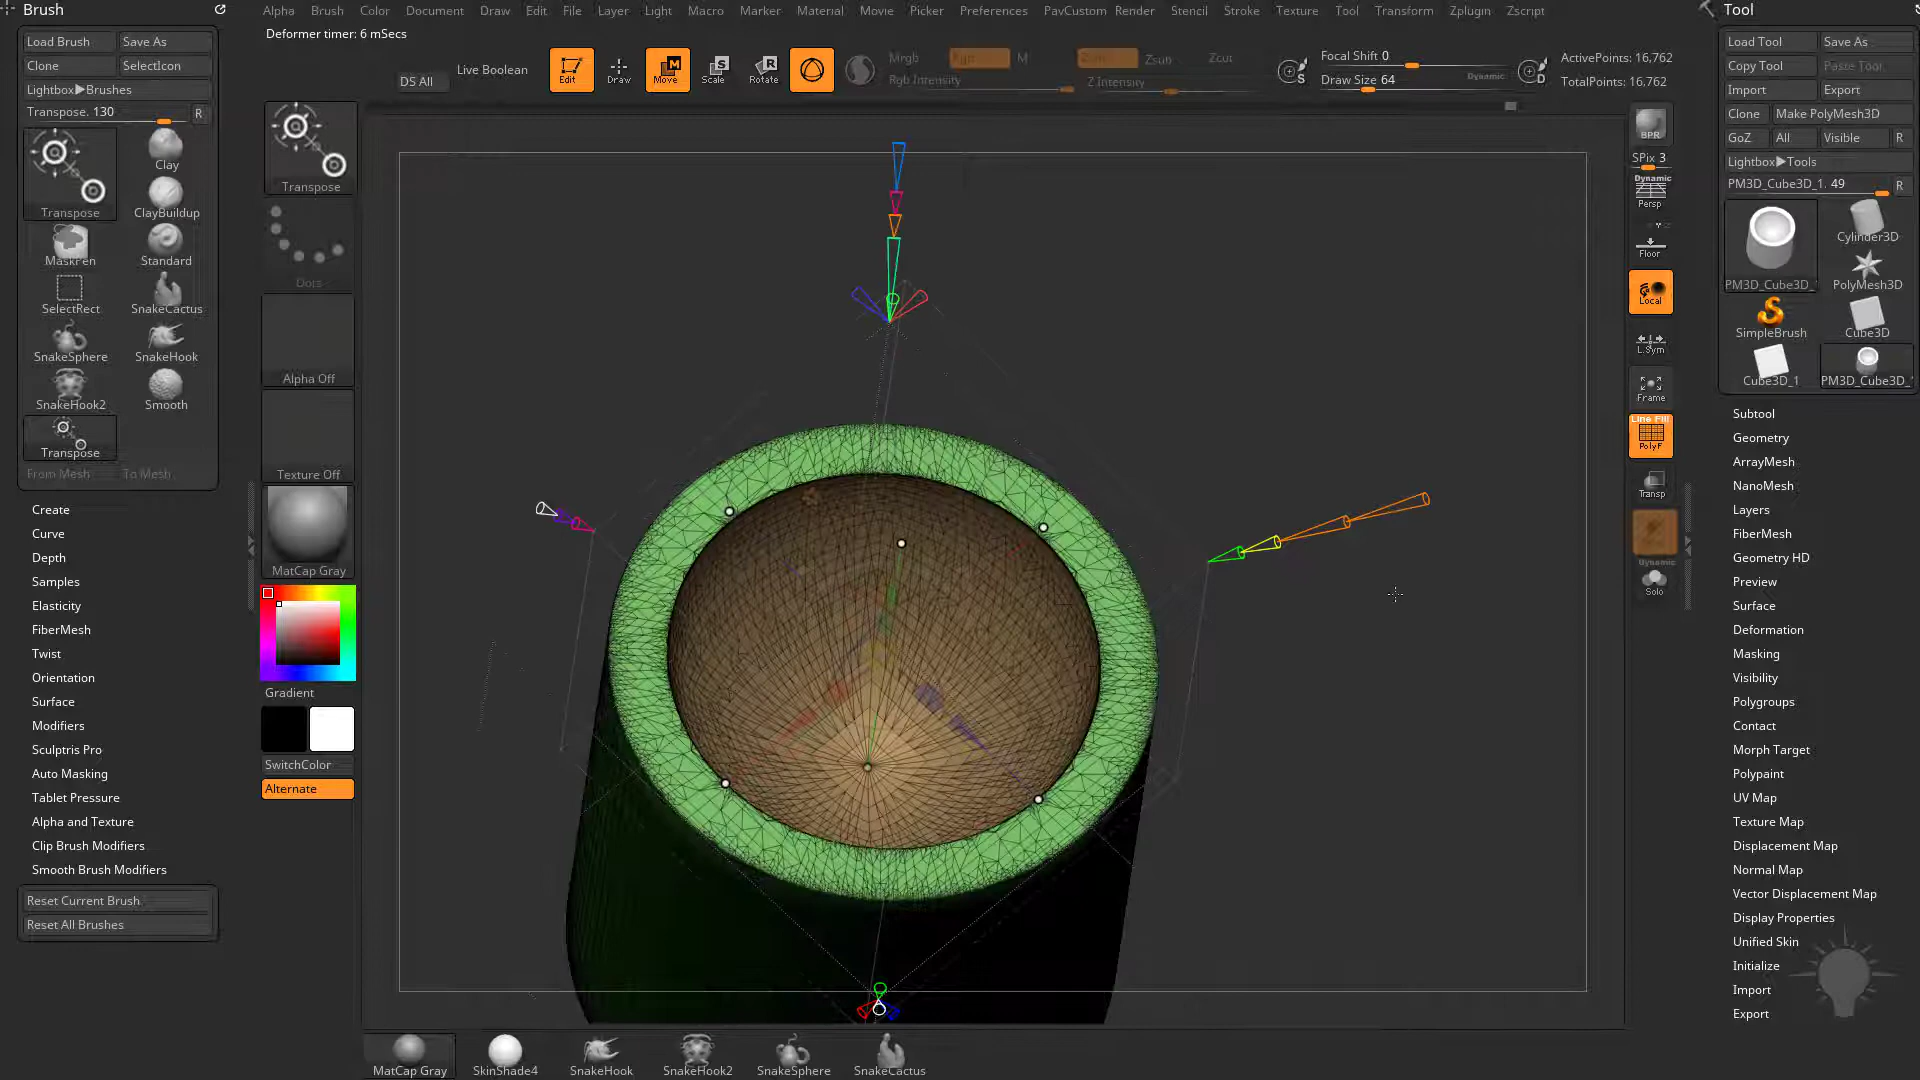 Brush
Load Brush
Save As
Clone
SelectIcon
Lightbox▶Brushes
Transpose. 130
R
Transpose
Clay
ClayBuildup
MaskPen
Standard
SelectRect
SnakeCactus
SnakeSphere
SnakeHook
SnakeHook2
Smooth
Transpose
From Mesh
To Mesh
Create
Curve
Depth
Samples
Elasticity
FiberMesh
Twist
Orientation
Surface
Modifiers
Sculptris Pro
Auto Masking
Tablet Pressure
Alpha and Texture
Clip Brush Modifiers
Smooth Brush Modifiers
Reset Current Brush
Reset All Brushes
Alpha Brush Color Document Draw Edit File Layer Light Macro Marker Material Movie Picker Preferences PavCustom Render Stencil Stroke Texture Tool Transform Zplugin Zscript
Deformer timer: 6 mSecs
DS All
Live Boolean
Edit
Draw
Move
Scale
Rotate
Mrgb
M
Rgb Intensity
Zsub
Zcut
Z Intensity
S
Focal Shift 0
Draw Size 64
Dynamic
D
ActivePoints: 16,762
TotalPoints: 16,762
Transpose
Dots
Alpha Off
Texture Off
MatCap Gray
Gradient
SwitchColor
Alternate
MatCap Gray
SkinShade4
SnakeHook
SnakeHook2
SnakeSphere
SnakeCactus
BPR
SPix 3
Dynamic
Persp
Floor
Local
L.Sym
Frame
Line Fill
PolyF
Transp
Dynamic
Solo
Tool
Load Tool
Save As
Copy Tool
Paste Tool
Import
Export
Clone
Make PolyMesh3D
GoZ
All
Visible
R
Lightbox▶Tools
PM3D_Cube3D_1. 49
R
PM3D_Cube3D_
Cylinder3D
PolyMesh3D
SimpleBrush
Cube3D
Cube3D_1
PM3D_Cube3D_
Subtool
Geometry
ArrayMesh
NanoMesh
Layers
FiberMesh
Geometry HD
Preview
Surface
Deformation
Masking
Visibility
Polygroups
Contact
Morph Target
Polypaint
UV Map
Texture Map
Displacement Map
Normal Map
Vector Displacement Map
Display Properties
Unified Skin
Initialize
Import
Export